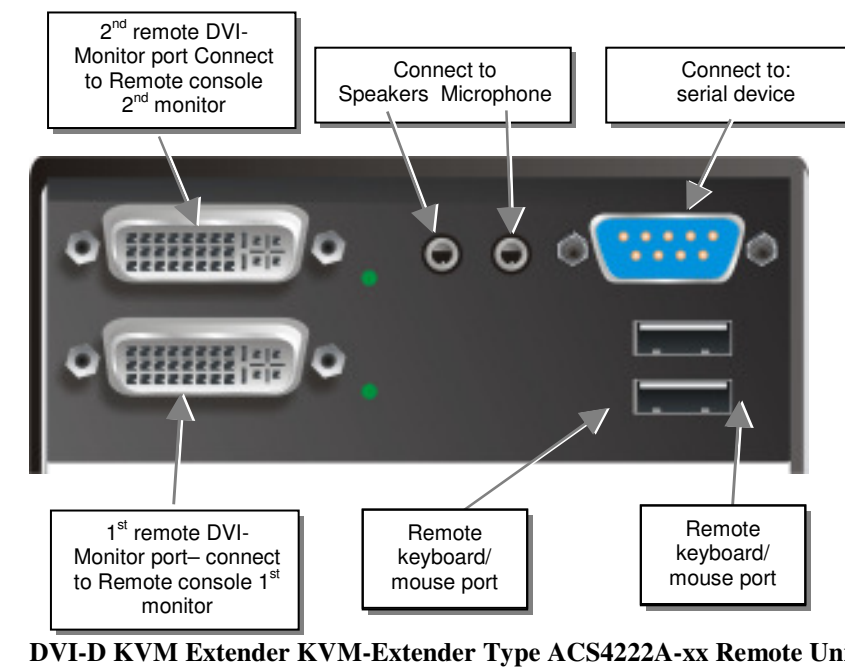 2nd remote DVI-
Monitor port Connect
to Remote console
2nd monitor
Connect to
Speakers Microphone
Connect to:
serial device
1st remote DVI-
Monitor port– connect
to Remote console 1st
monitor
Remote
keyboard/
mouse port
Remote
keyboard/
mouse port
DVI-D KVM Extender KVM-Extender Type ACS4222A-xx Remote Uni